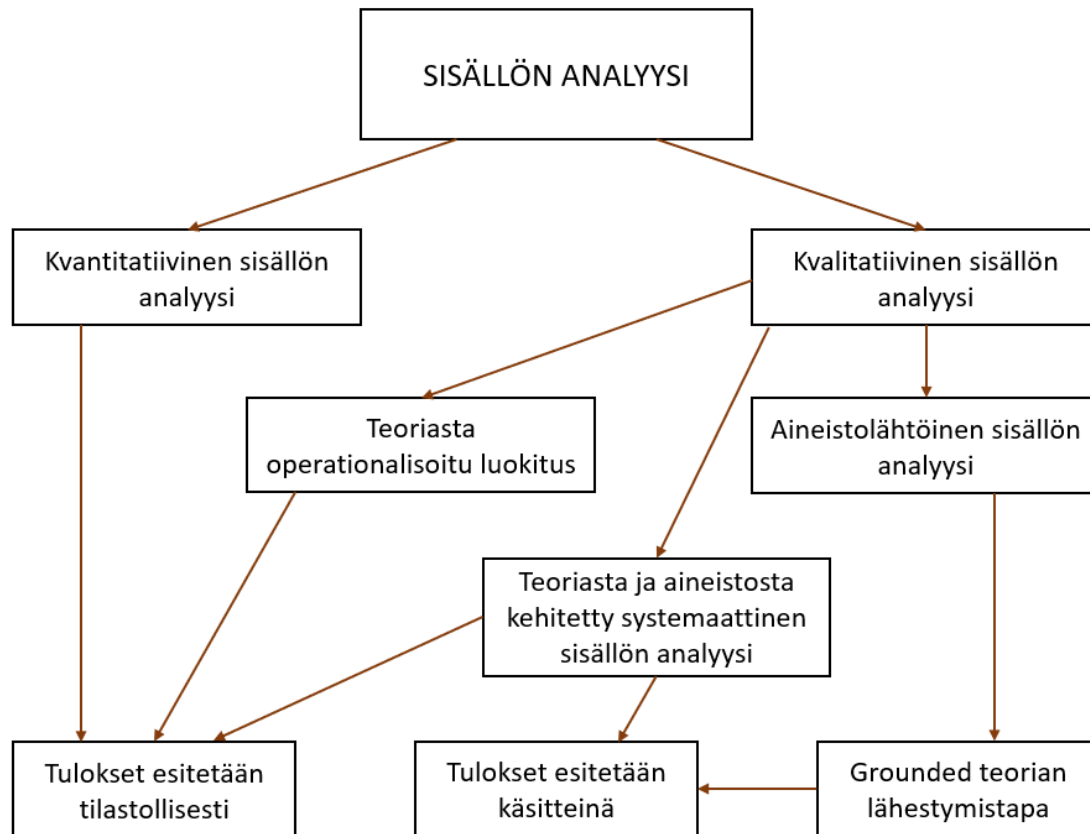 SISÄLLÖN ANALYYSI
Kvantitatiivinen sisällön
analyysi
Kvalitatiivinen sisällön
analyysi
Teoriasta
operationalisoitu luokitus
Aineistolähtöinen sisällön
analyysi
Teoriasta ja aineistosta
kehitetty systemaattinen
sisällön analyysi
Tulokset esitetään
tilastollisesti
Tulokset esitetään
käsitteinä
Grounded teorian
lähestymistapa